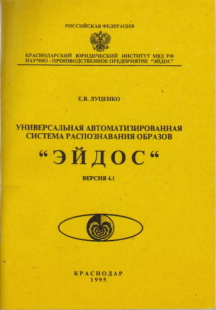 РОССИЙСКАЯ ФЕДЕРАЦИЯ
КРАСНОДАРСКИЙ ЮРИДИЧЕСКИЙ ИНСТИТУТ МВД РФ
НАУЧНО - ПРОИЗВОДСТВЕННОЕ ПРЕДПРИЯТИЕ "ЭЙДОС"
Е.В. ЛУЦЕНКО
УНИВЕРСАЛЬНАЯ АВТОМАТИЗИРОВАННАЯ
СИСТЕМА РАСПОЗНАВАНИЯ ОБРАЗОВ
“ЭЙДОС“
ВЕРСИЯ 4.1
КРАСНОДАР
1995